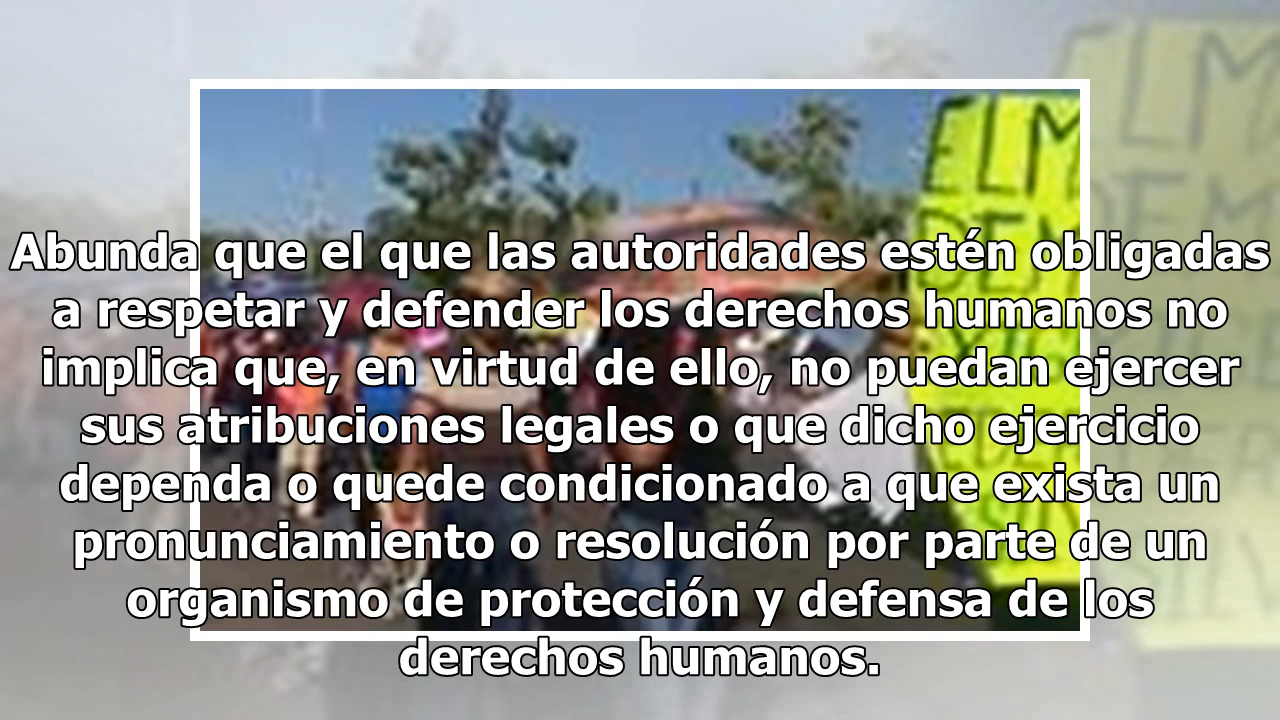 Abunda que el que las autoridades estén obligadas
a respetar y defender los derechos humanos no
implica que, en virtud de ello, no puedan ejercer
sus atribuciones legales o que dicho ejercicio
dependa o quede condicionado a que exista un
pronunciamiento o resolución por parte de un
organismo de protección y defensa de los
derechos humanos.
EL